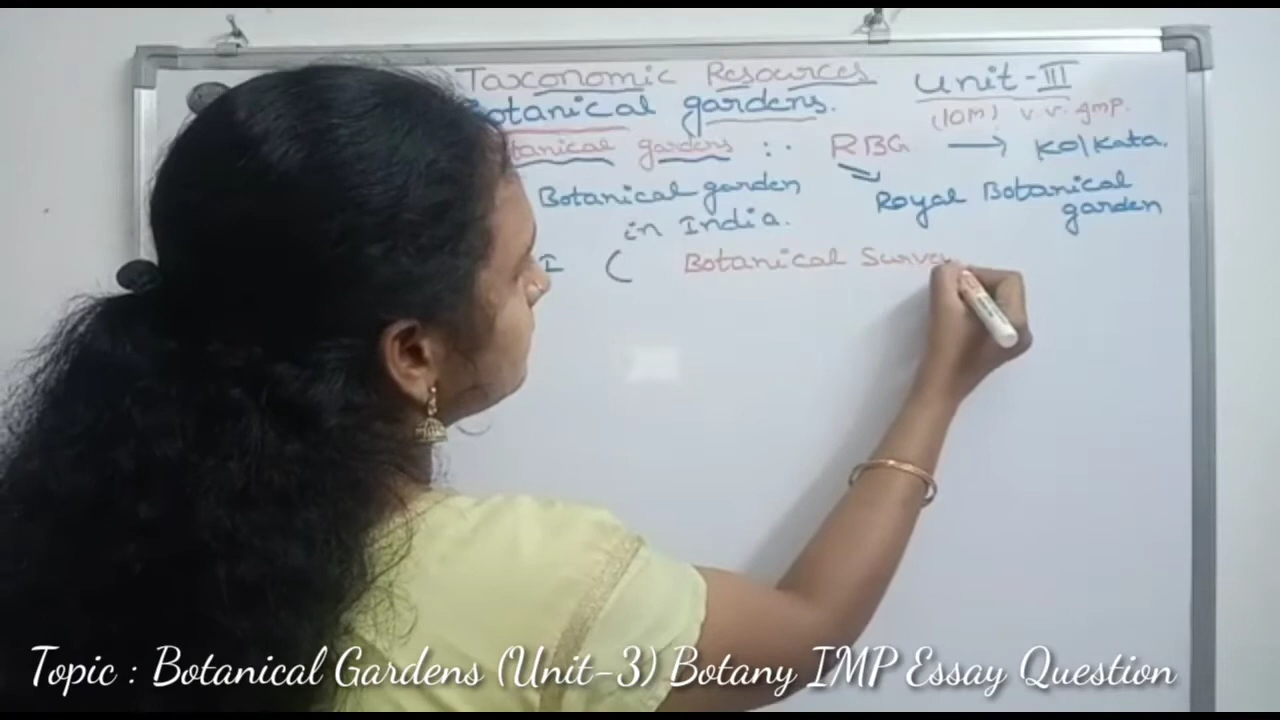 Taxonomic Resources Unit-III
Botanical gardens. (10M) v.v. Imp.
tanical gardens :- RBG → Kolkata.
Botanical garden Royal Botanical
in India. garden
I ( Botanical Surve
Topic : Botanical Gardens (Unit-3) Botany IMP Essay Question